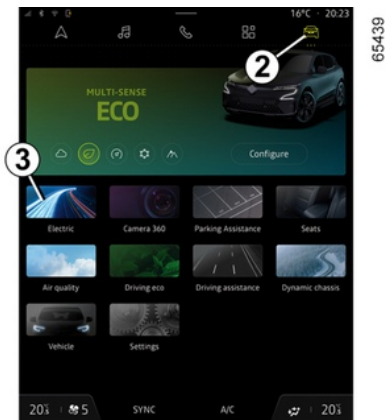 16°C · 20:23
2
MULTI-SENSE
ECO
3
Configure
Electric
Camera 360
Parking Assistance
Seats
Air quality
Driving eco
Driving assistance
Dynamic chassis
Vehicle
Settings
5
SYNC
A/C
65439